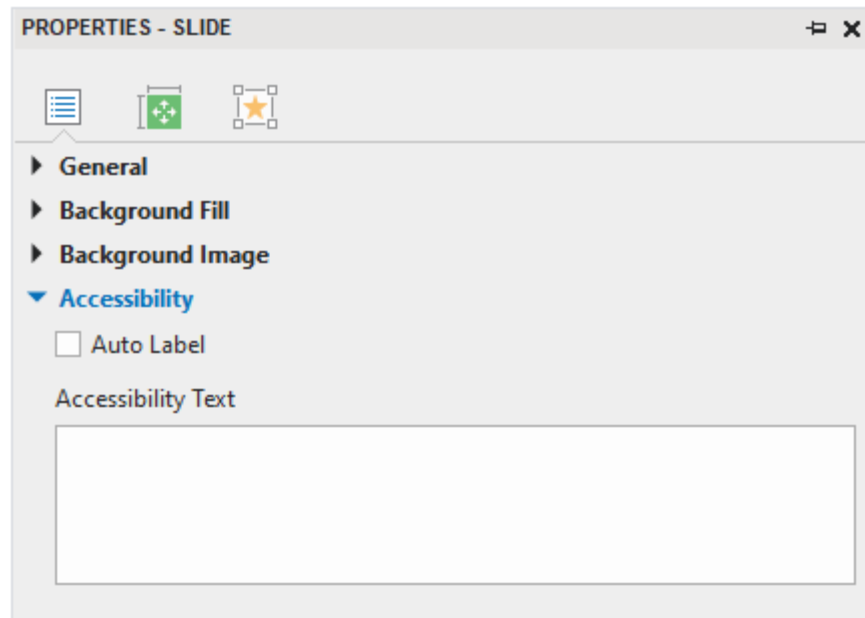 PROPERTIES - SLIDE
General
Background Fill
Background Image
Accessibility
Auto Label
Accessibility Text